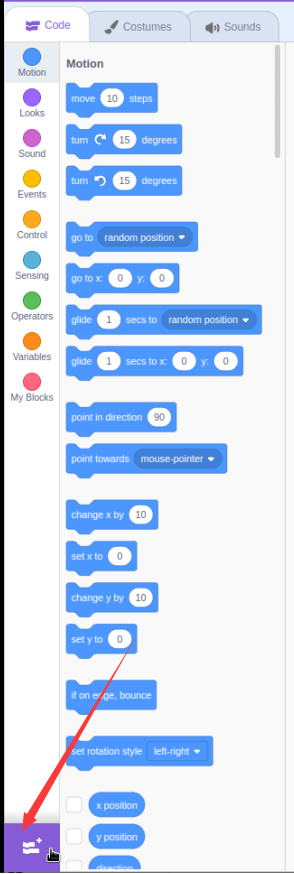 Code Costumes Sounds
Motion
Looks
Sound
Events
Control
Sensing
Operators
Variables
My Blocks
Motion
move 10 steps
turn 15 degrees
turn 15 degrees
go to random position
go to x: 0 y: 0
glide 1 secs to random position
glide 1 secs to x: 0 y: 0
point in direction 90
point towards mouse-pointer
change x by 10
set x to 0
change y by 10
set y to 0
if on edge, bounce
set rotation style left-right
x position
y position
direction